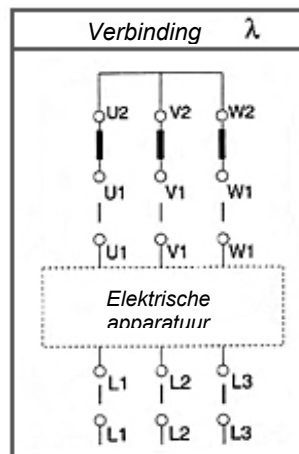 Verbinding λ
U2 V2 W2
U1 V1 W1
U1 V1 W1
Elektrische
apparatuur
L1 L2 L3
L1 L2 L3